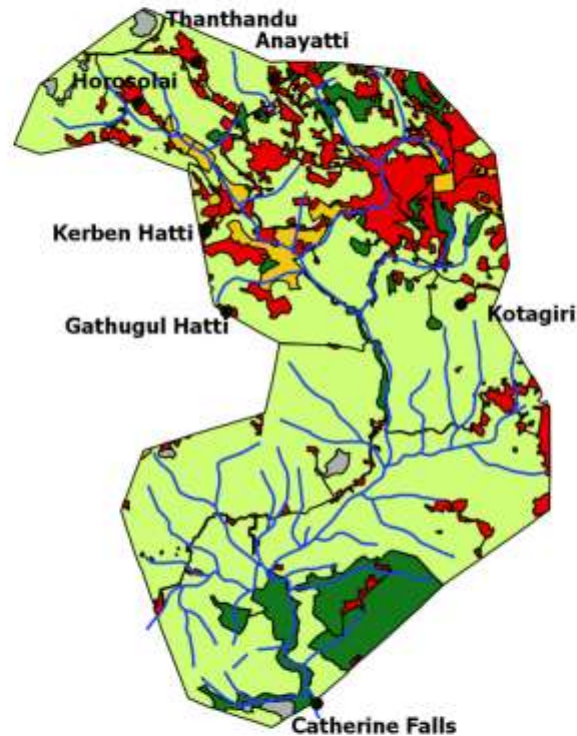 Thanthandu
Anayatti
Horosolai
Kerben Hatti
Gathugul Hatti
Kotagiri
Catherine Falls